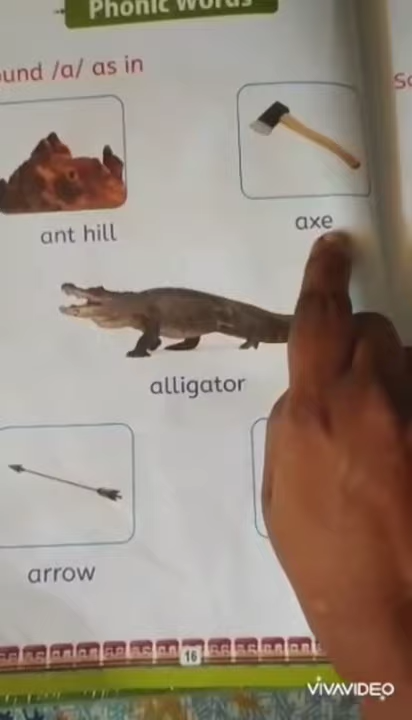 Phonic Words
ound /a/ as in
ant hill
axe
alligator
arrow
16
VIVAVIDEO